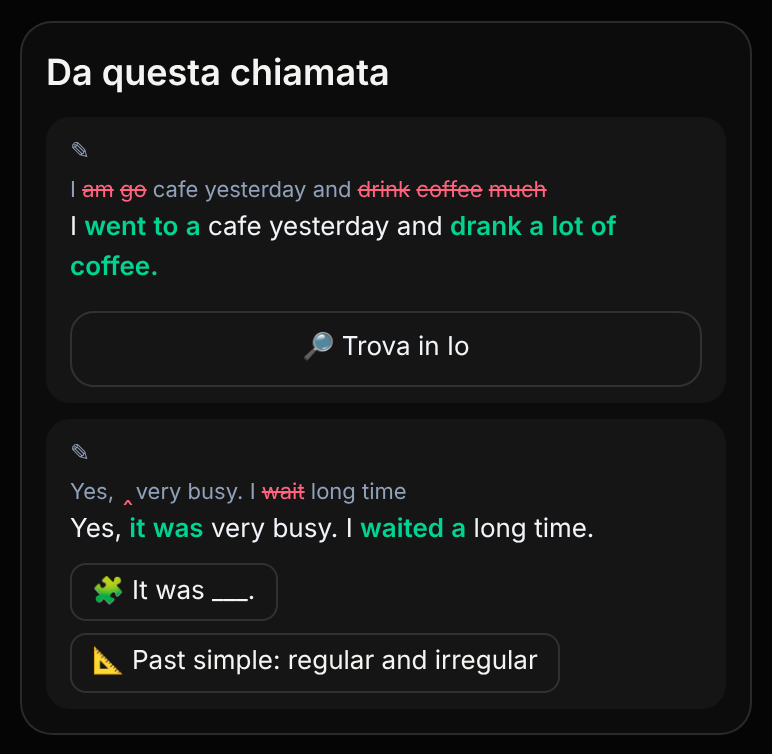 Da questa chiamata
✎
I am go cafe yesterday and drink coffee much
I went to a cafe yesterday and drank a lot of
coffee.
🔎 Trova in Io
✎
Yes, ‸very busy. I wait long time
Yes, it was very busy. I waited a long time.
🧩 It was ___.
📐 Past simple: regular and irregular